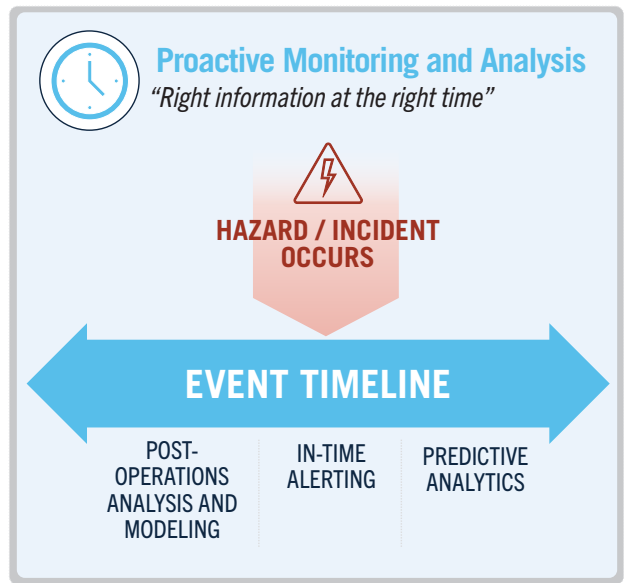 Proactive Monitoring and Analysis
“Right information at the right time”
HAZARD / INCIDENT
OCCURS
EVENT TIMELINE
POST-
OPERATIONS
ANALYSIS AND
MODELING
IN-TIME
ALERTING
PREDICTIVE
ANALYTICS